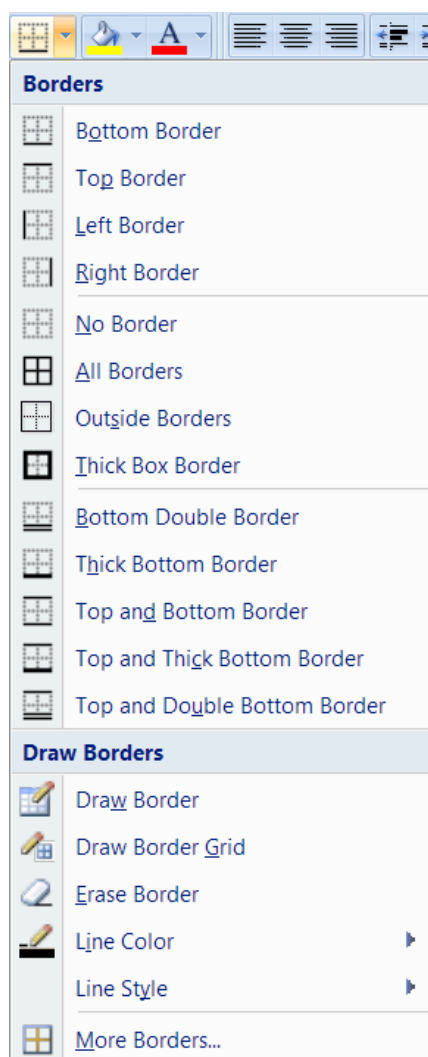 A
Borders
Bottom Border
Top Border
Left Border
Right Border
No Border
All Borders
Outside Borders
Thick Box Border
Bottom Double Border
Thick Bottom Border
Top and Bottom Border
Top and Thick Bottom Border
Top and Double Bottom Border
Draw Borders
Draw Border
Draw Border Grid
Erase Border
Line Color
Line Style
More Borders...